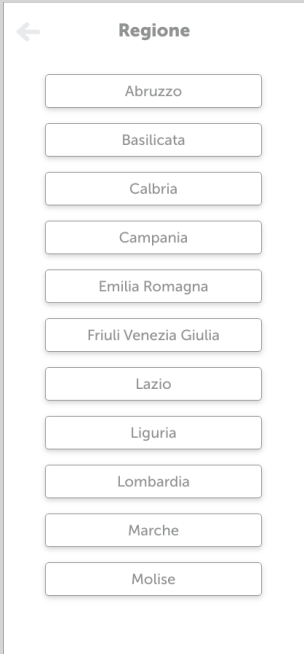 Regione
Abruzzo
Basilicata
Calbria
Campania
Emilia Romagna
Friuli Venezia Giulia
Lazio
Liguria
Lombardia
Marche
Molise